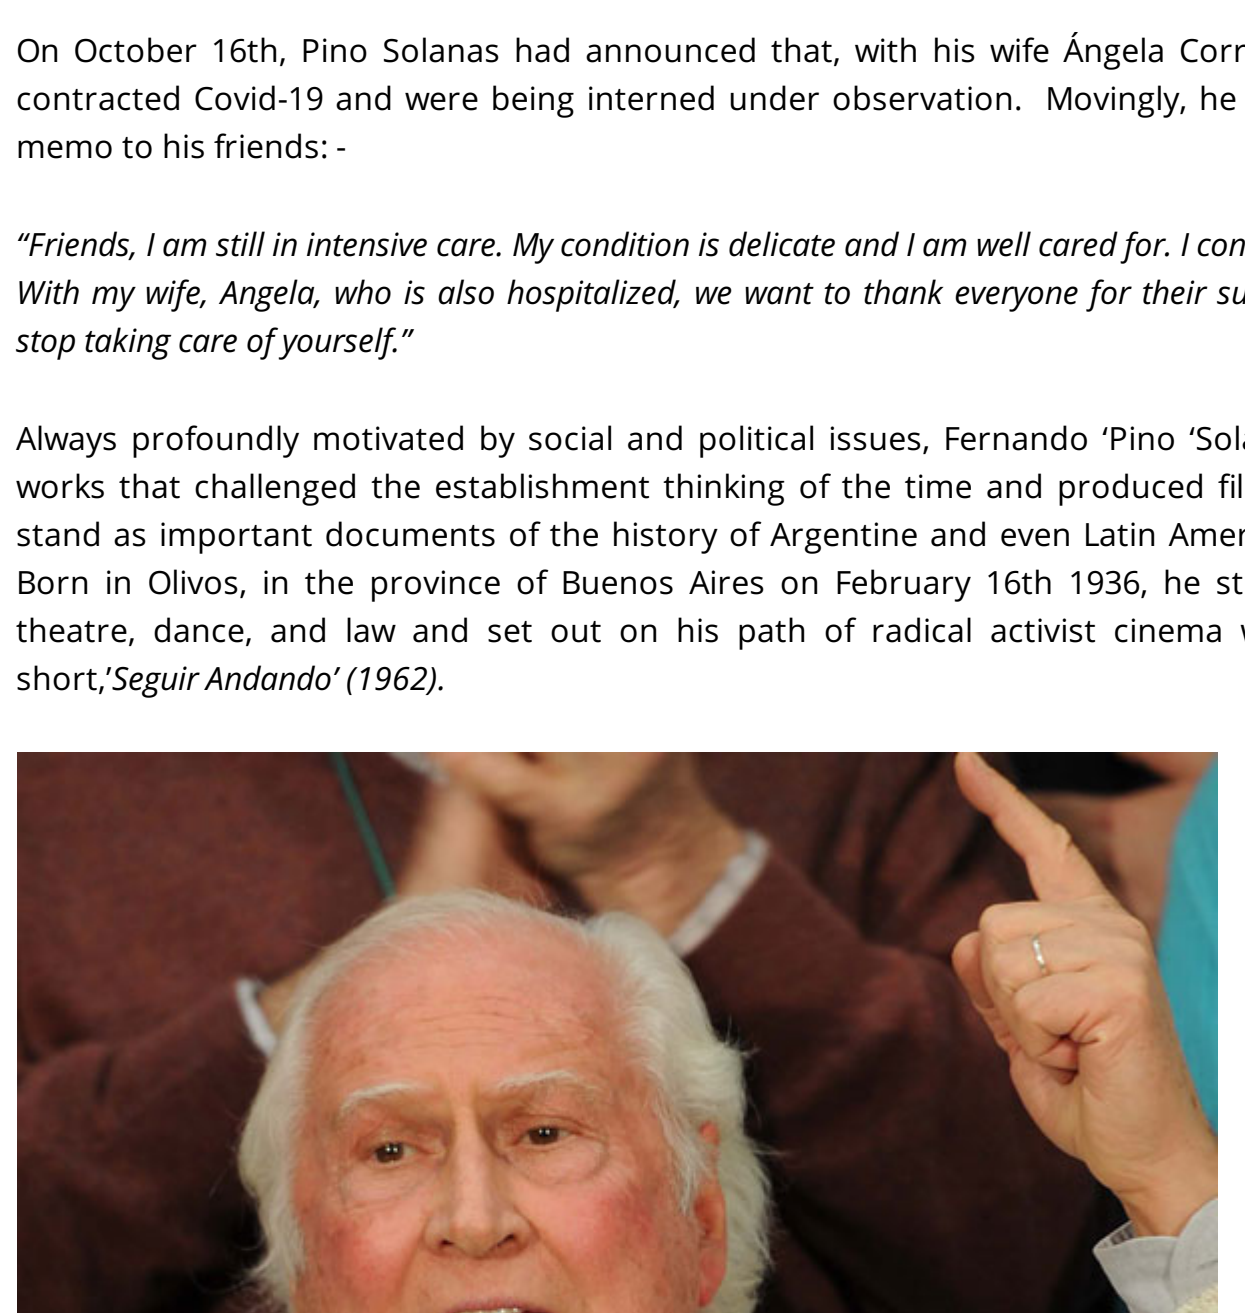 On October 16th, Pino Solanas had announced that, with his wife Ángela Corr
contracted Covid-19 and were being interned under observation.  Movingly, he
memo to his friends: -
“Friends, I am still in intensive care. My condition is delicate and I am well cared for. I con
With my wife, Angela, who is also hospitalized, we want to thank everyone for their su
stop taking care of yourself.”
Always profoundly motivated by social and political issues, Fernando ‘Pino ‘Sola
works that challenged the establishment thinking of the time and produced fil
stand as important documents of the history of Argentine and even Latin Amer
Born in Olivos, in the province of Buenos Aires on February 16th 1936, he st
theatre, dance, and law and set out on his path of radical activist cinema
short,’Seguir Andando’ (1962).